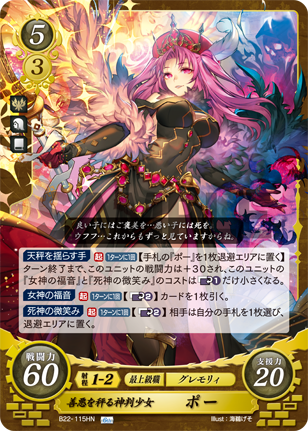 5
3
良い子にはご褒美を…悪い子には死を。
ウフフ…これからもずっと見ていますからね。
天秤を揺らす手 起 1ターンに1回 【手札の『ポー』を1枚退避エリアに置く】
ターン終了まで、このユニットの戦闘力は+30され、このユニットの
『女神の福音』と『死神の微笑み』のコストは 1だけ小さくなる。
女神の福音 起 1ターンに1回 【2】カードを1枚引く。
死神の微笑み 起 1ターンに1回 【2】相手は自分の手札を1枚選び、
退避エリアに置く。
戦闘力
60
射程 1-2 最上級職 グレモリィ
支援力
20
善悪を秤る神判少女 ポー
B22-115HN
Illust:海鵜げそ